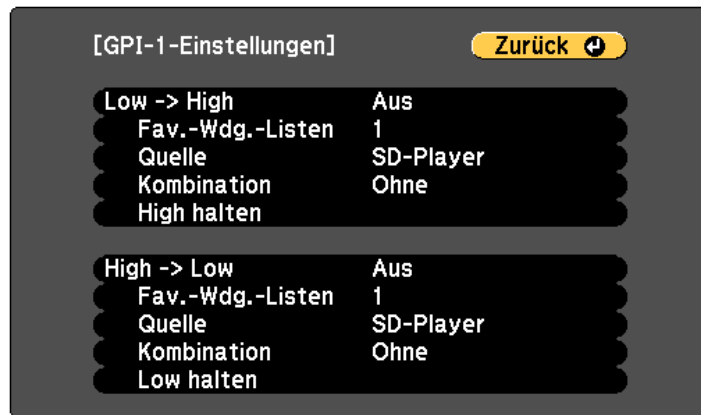 [GPI-1-Einstellungen] Zurück
Low -> High Aus
Fav.-Wdg.-Listen 1
Quelle SD-Player
Kombination Ohne
High halten
High -> Low Aus
Fav.-Wdg.-Listen 1
Quelle SD-Player
Kombination Ohne
Low halten